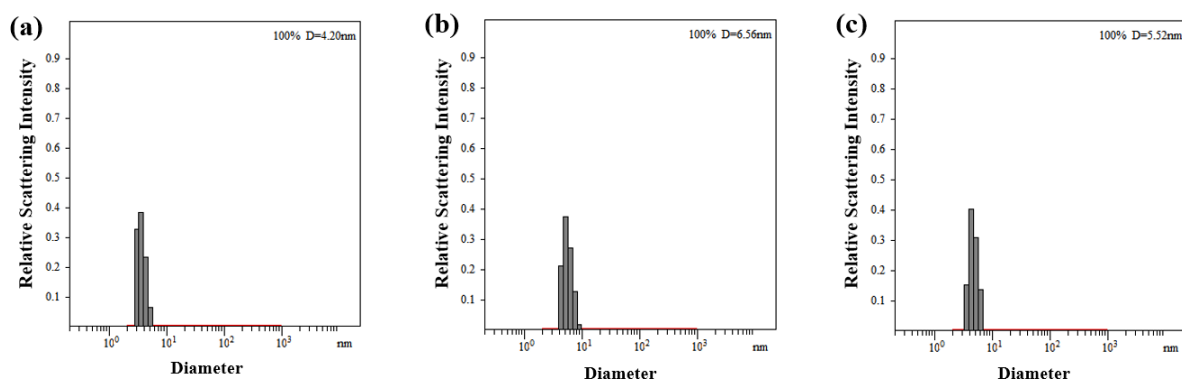 (a)
100% D=4.20nm
Relative Scattering Intensity
0.9
0.8
0.7
0.6
0.5
0.4
0.3
0.2
0.1
10⁰ 10¹ 10² 10³ nm
Diameter
(b)
100% D=6.56nm
Relative Scattering Intensity
0.9
0.8
0.7
0.6
0.5
0.4
0.3
0.2
0.1
10⁰ 10¹ 10² 10³ nm
Diameter
(c)
100% D=5.52nm
Relative Scattering Intensity
0.9
0.8
0.7
0.6
0.5
0.4
0.3
0.2
0.1
10⁰ 10¹ 10² 10³ nm
Diameter